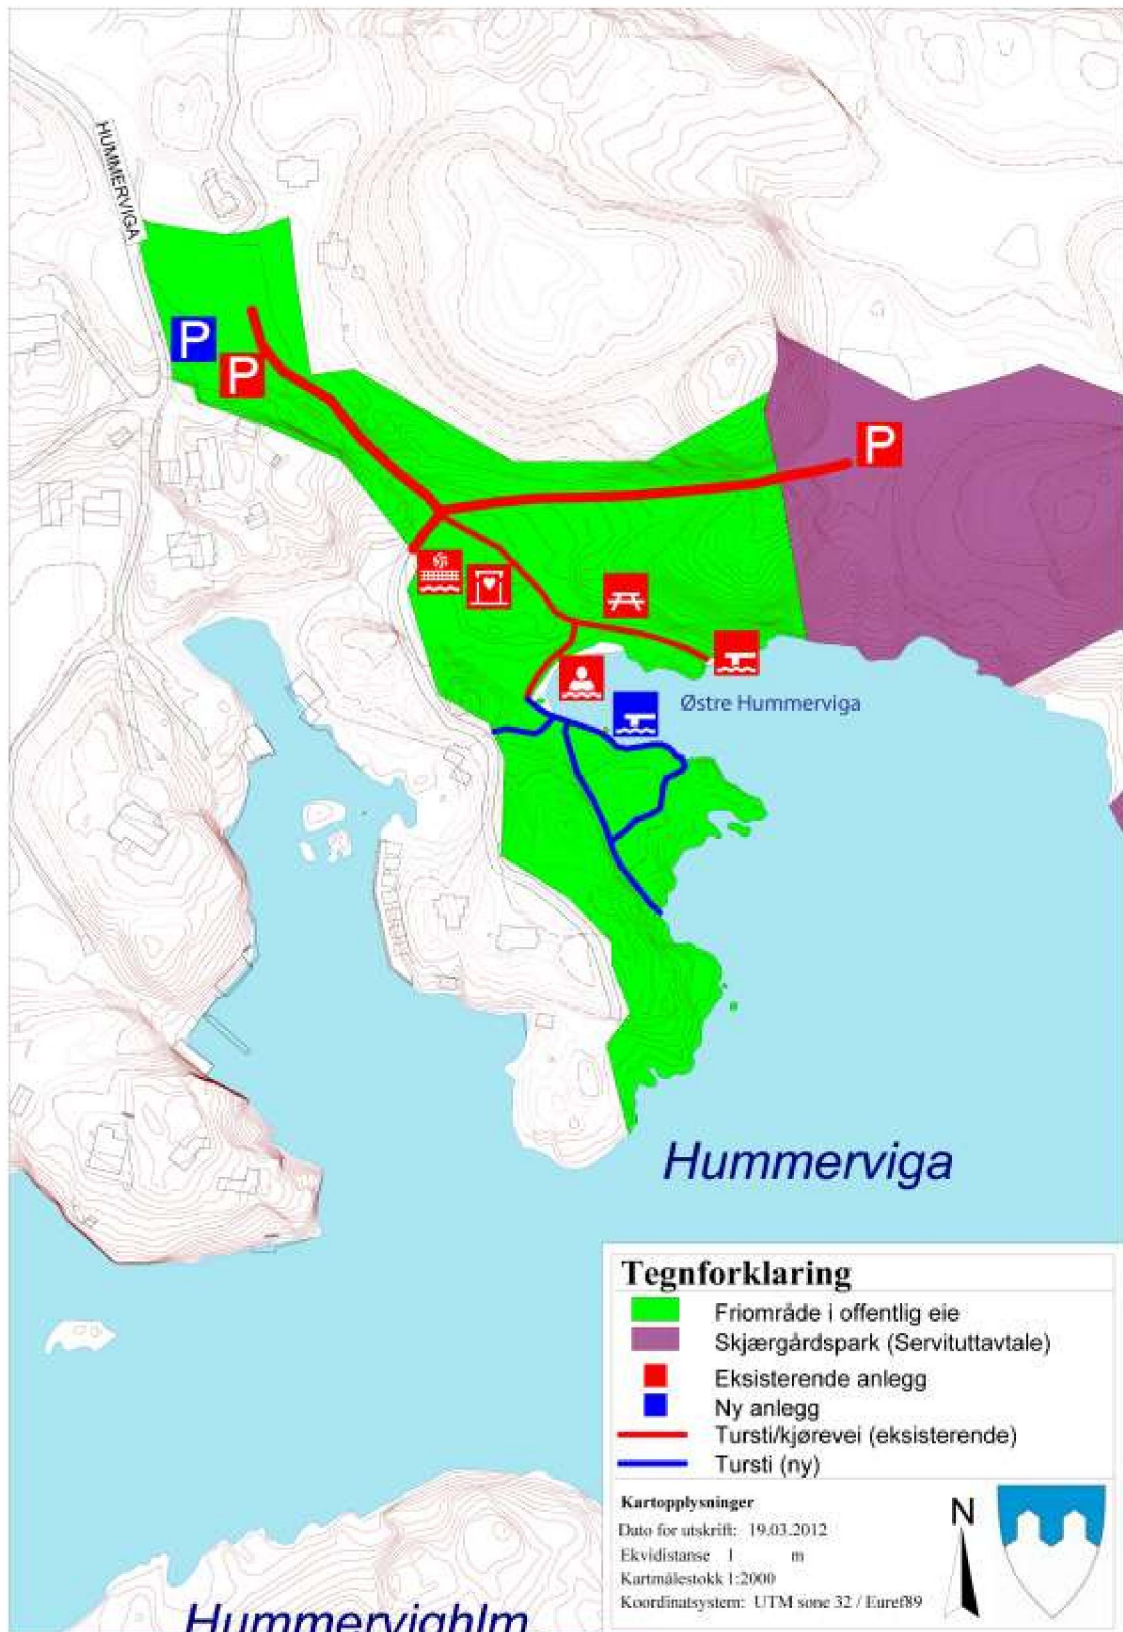 HUMMERVIGA
P
P
P
Østre Hummerviga
Hummerviga
Tegnforklaring
Friområde i offentlig eie
Skjærgårdspark (Servituttavtale)
Eksisterende anlegg
Ny anlegg
Tursti/kjørevei (eksisterende)
Tursti (ny)
Kartopplysninger
Dato for utskrift: 19.03.2012
Ekvidistanse 1 m
Kartmålestokk 1:2000
Koordinatsystem: UTM sone 32 / Euref89
N
Hummervighlm